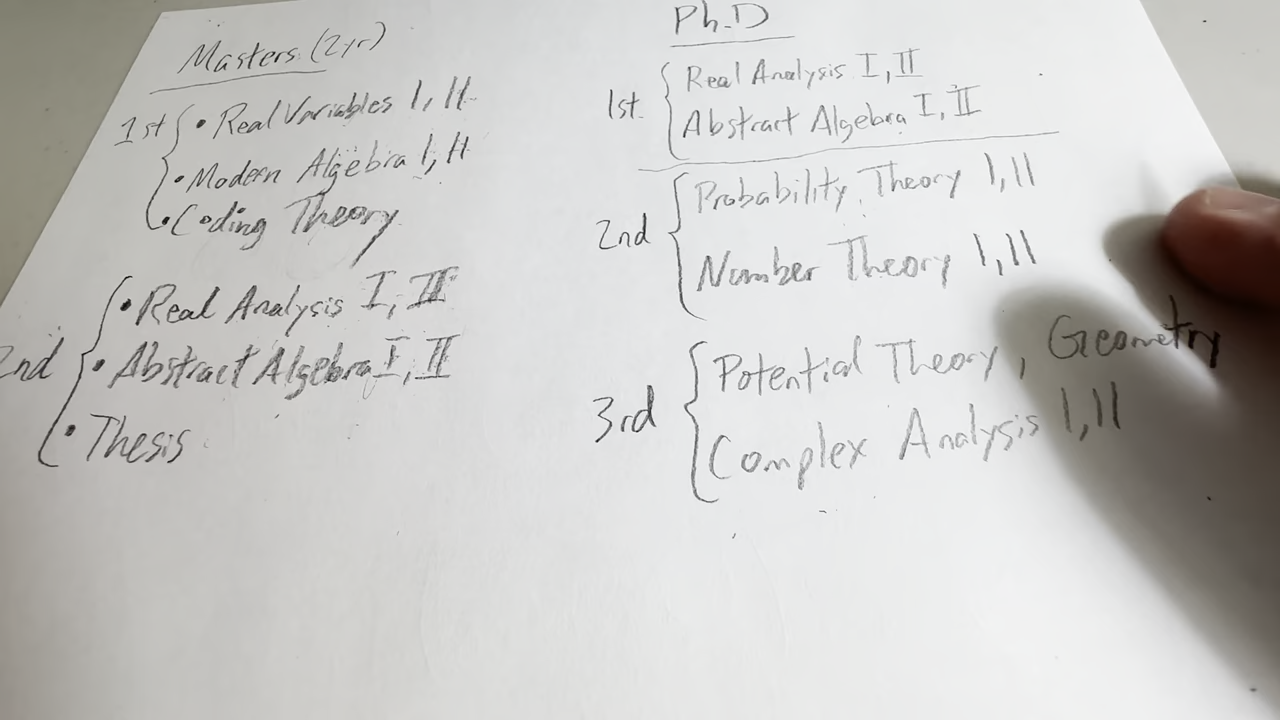 Masters (2yr)
1st
• Real Variables I, II
• Modern Algebra I, II
• Coding Theory
2nd
• Real Analysis I, II
• Abstract Algebra I, II
• Thesis
Ph.D
1st
Real Analysis I, II
Abstract Algebra I, II
2nd
Probability Theory I, II
Number Theory I, II
3rd
Potential Theory, Geometry
Complex Analysis I, II